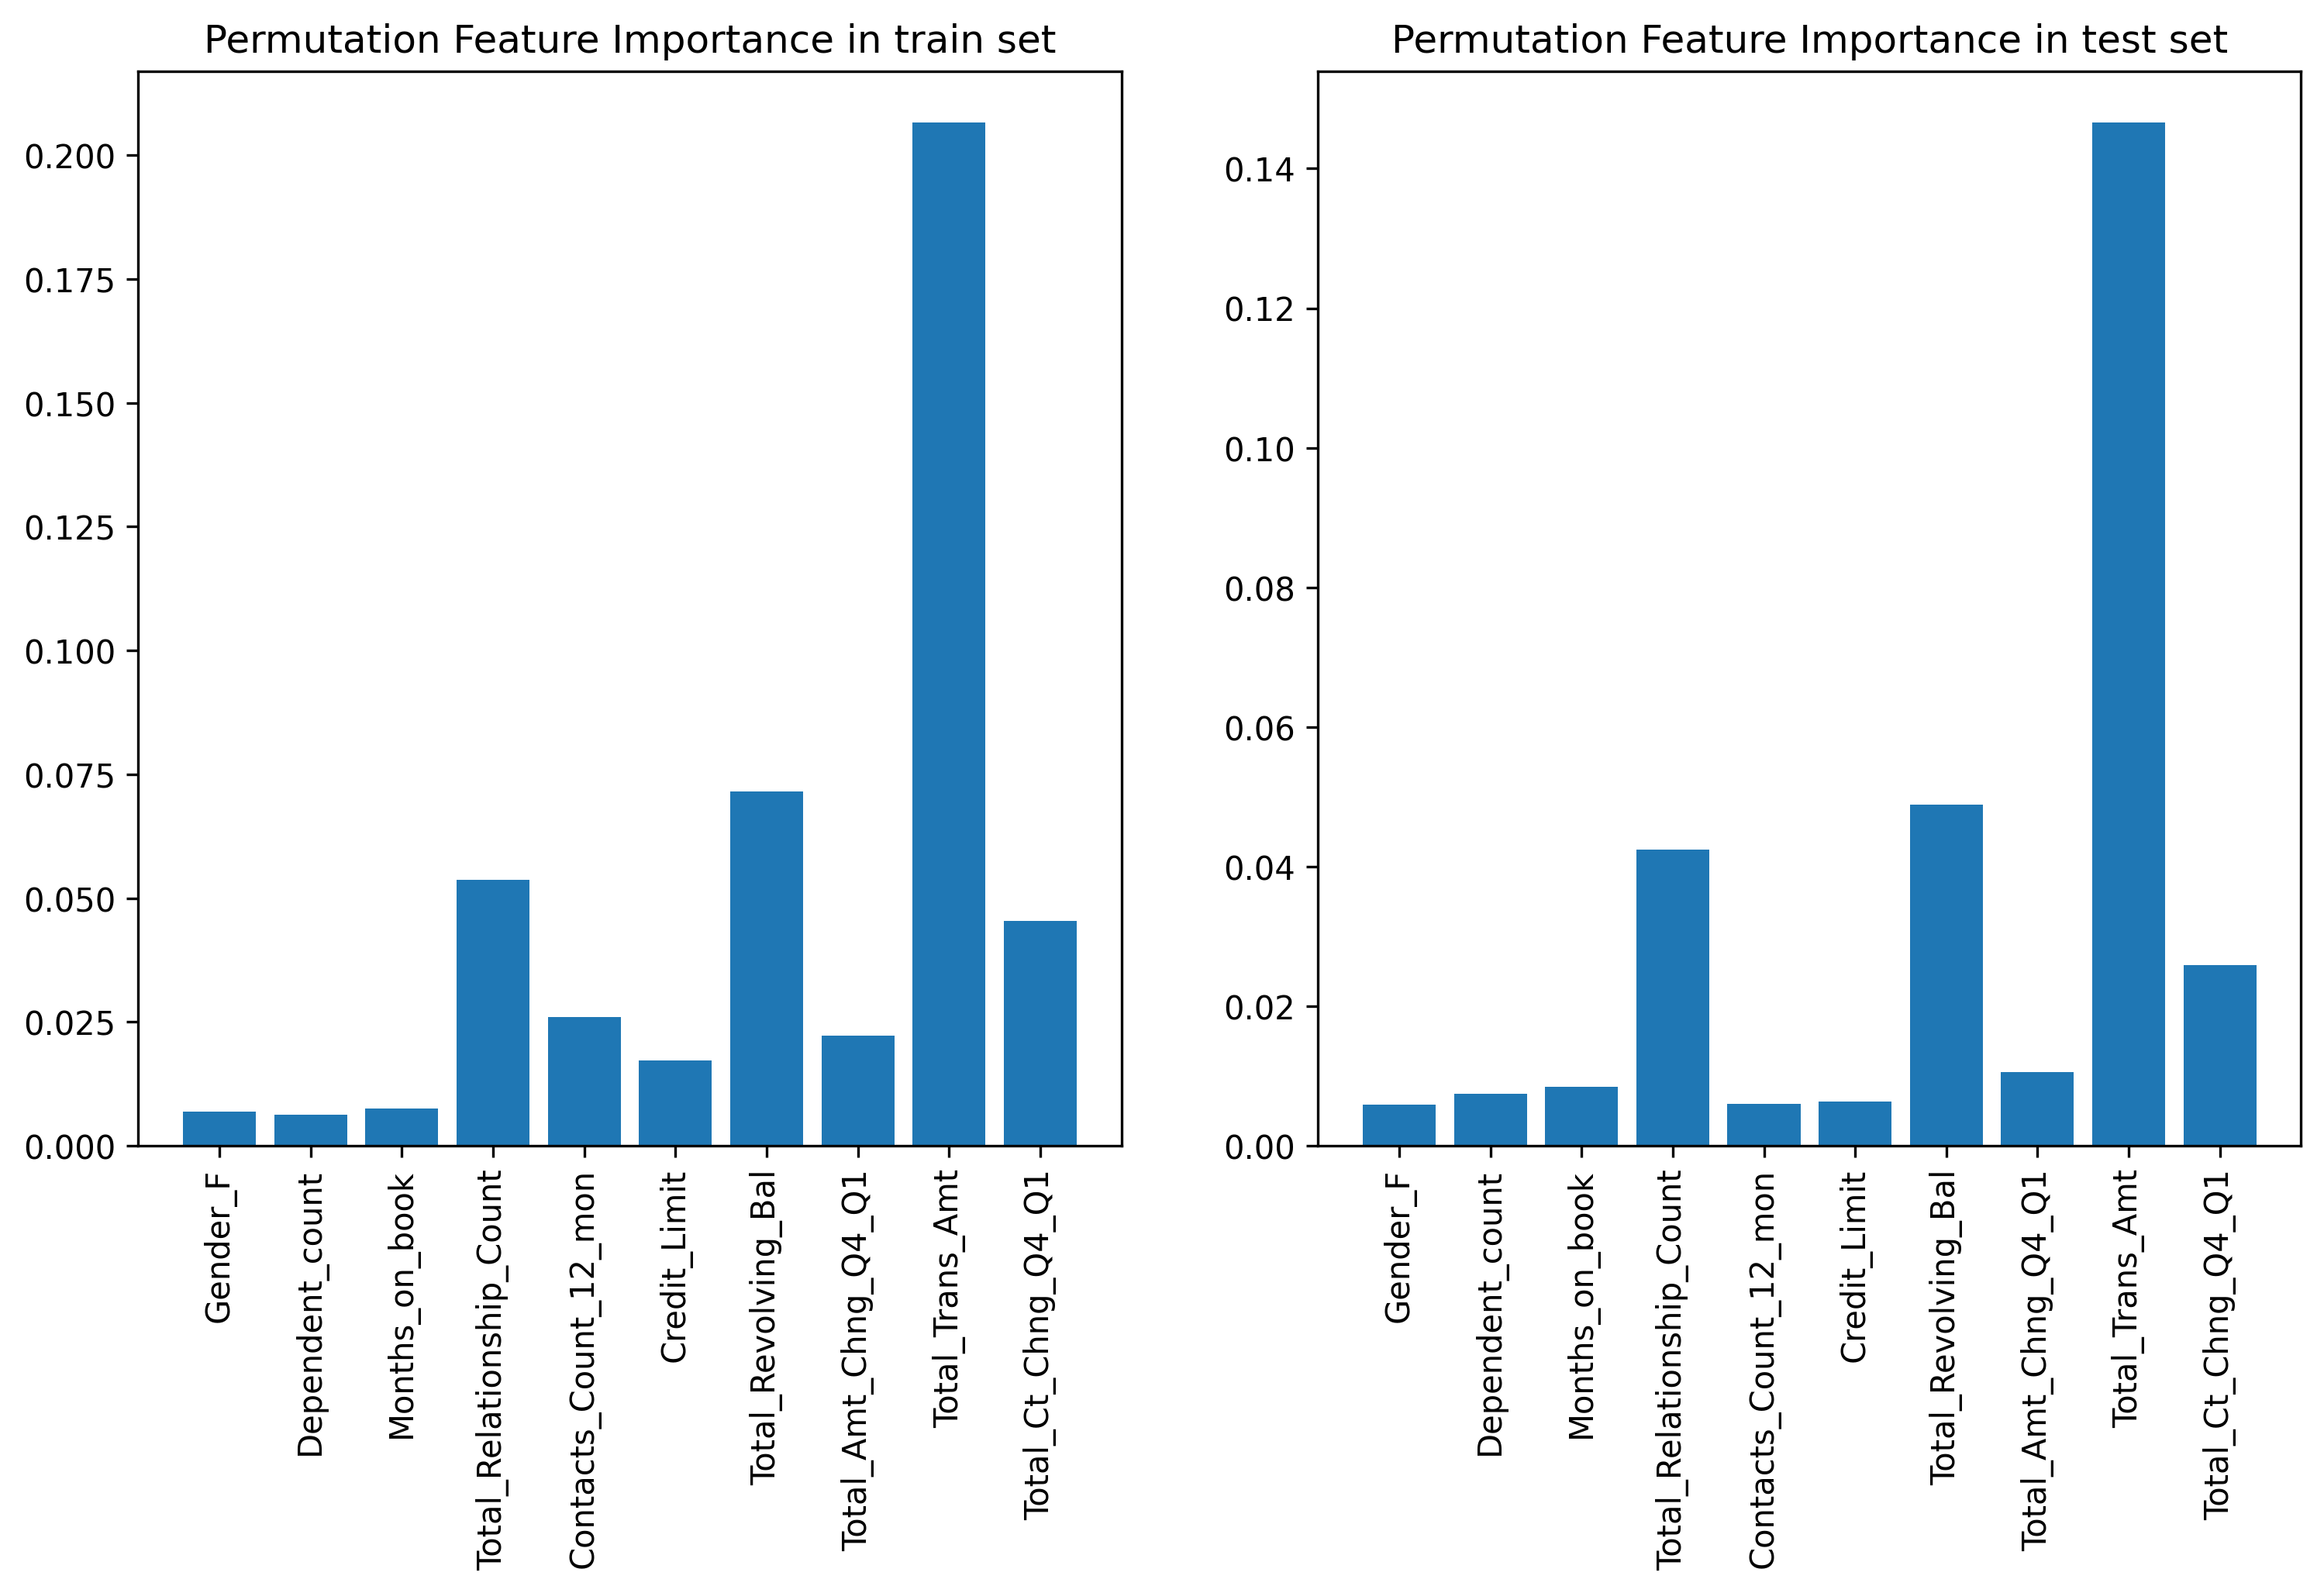 Permutation Feature Importance in train set
0.200
0.175
0.150
0.125
0.100
0.075
0.050
0.025
0.000
Gender_F
Dependent_count
Months_on_book
Total_Relationship_Count
Contacts_Count_12_mon
Credit_Limit
Total_Revolving_Bal
Total_Amt_Chng_Q4_Q1
Total_Trans_Amt
Total_Ct_Chng_Q4_Q1
Permutation Feature Importance in test set
0.14
0.12
0.10
0.08
0.06
0.04
0.02
0.00
Gender_F
Dependent_count
Months_on_book
Total_Relationship_Count
Contacts_Count_12_mon
Credit_Limit
Total_Revolving_Bal
Total_Amt_Chng_Q4_Q1
Total_Trans_Amt
Total_Ct_Chng_Q4_Q1